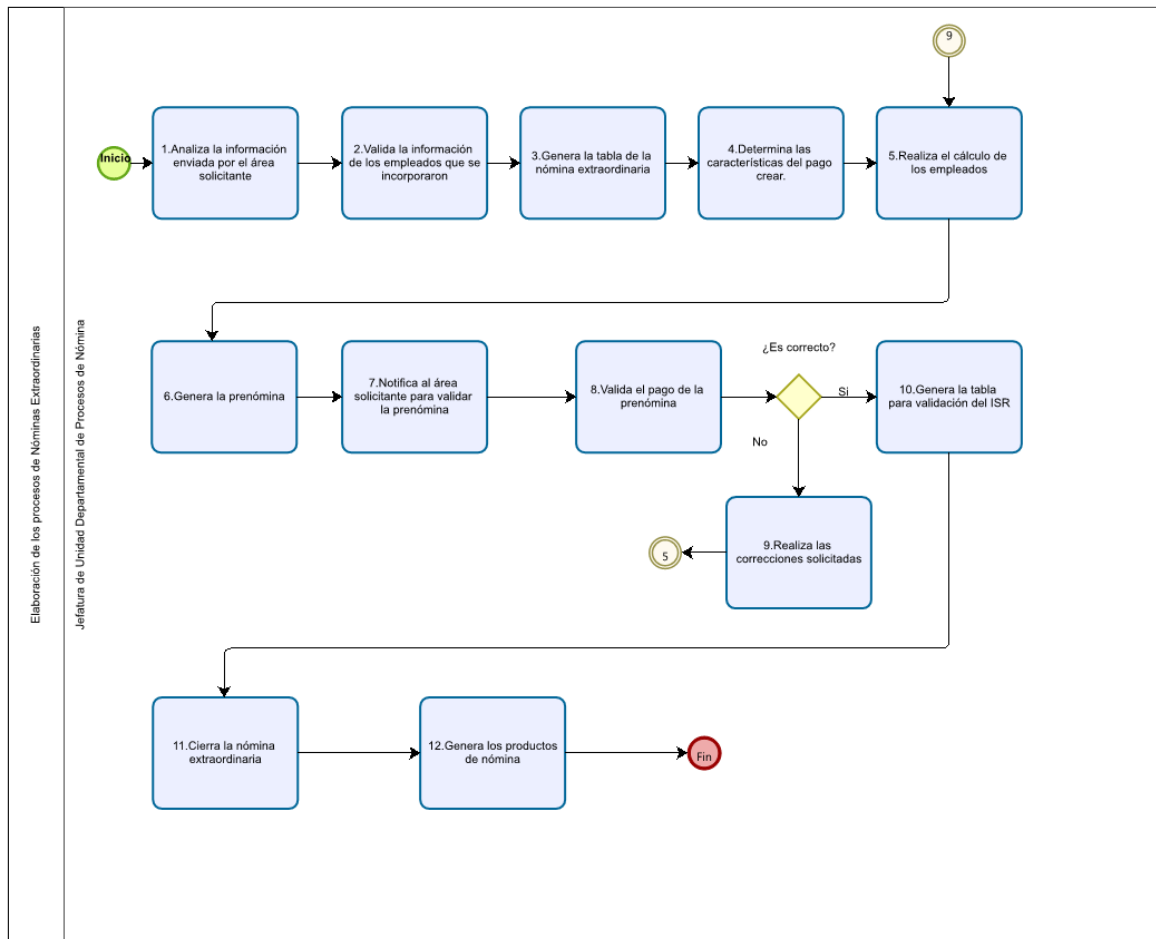 Elaboración de los procesos de Nóminas Extraordinarias
Jefatura de Unidad Departamental de Procesos de Nómina
9
Inicio
1.Analiza la información
enviada por el área
solicitante
2.Valida la información
de los empleados que se
incorporaron
3.Genera la tabla de la
nómina extraordinaria
4.Determina las
características del pago
crear.
5.Realiza el cálculo de
los empleados
6.Genera la prenómina
7.Notifica al área
solicitante para validar
la prenómina
8.Valida el pago de la
prenómina
¿Es correcto?
Si
No
10.Genera la tabla
para validación del ISR
9.Realiza las
correcciones solicitadas
5
11.Cierra la nómina
extraordinaria
12.Genera los productos
de nómina
Fin